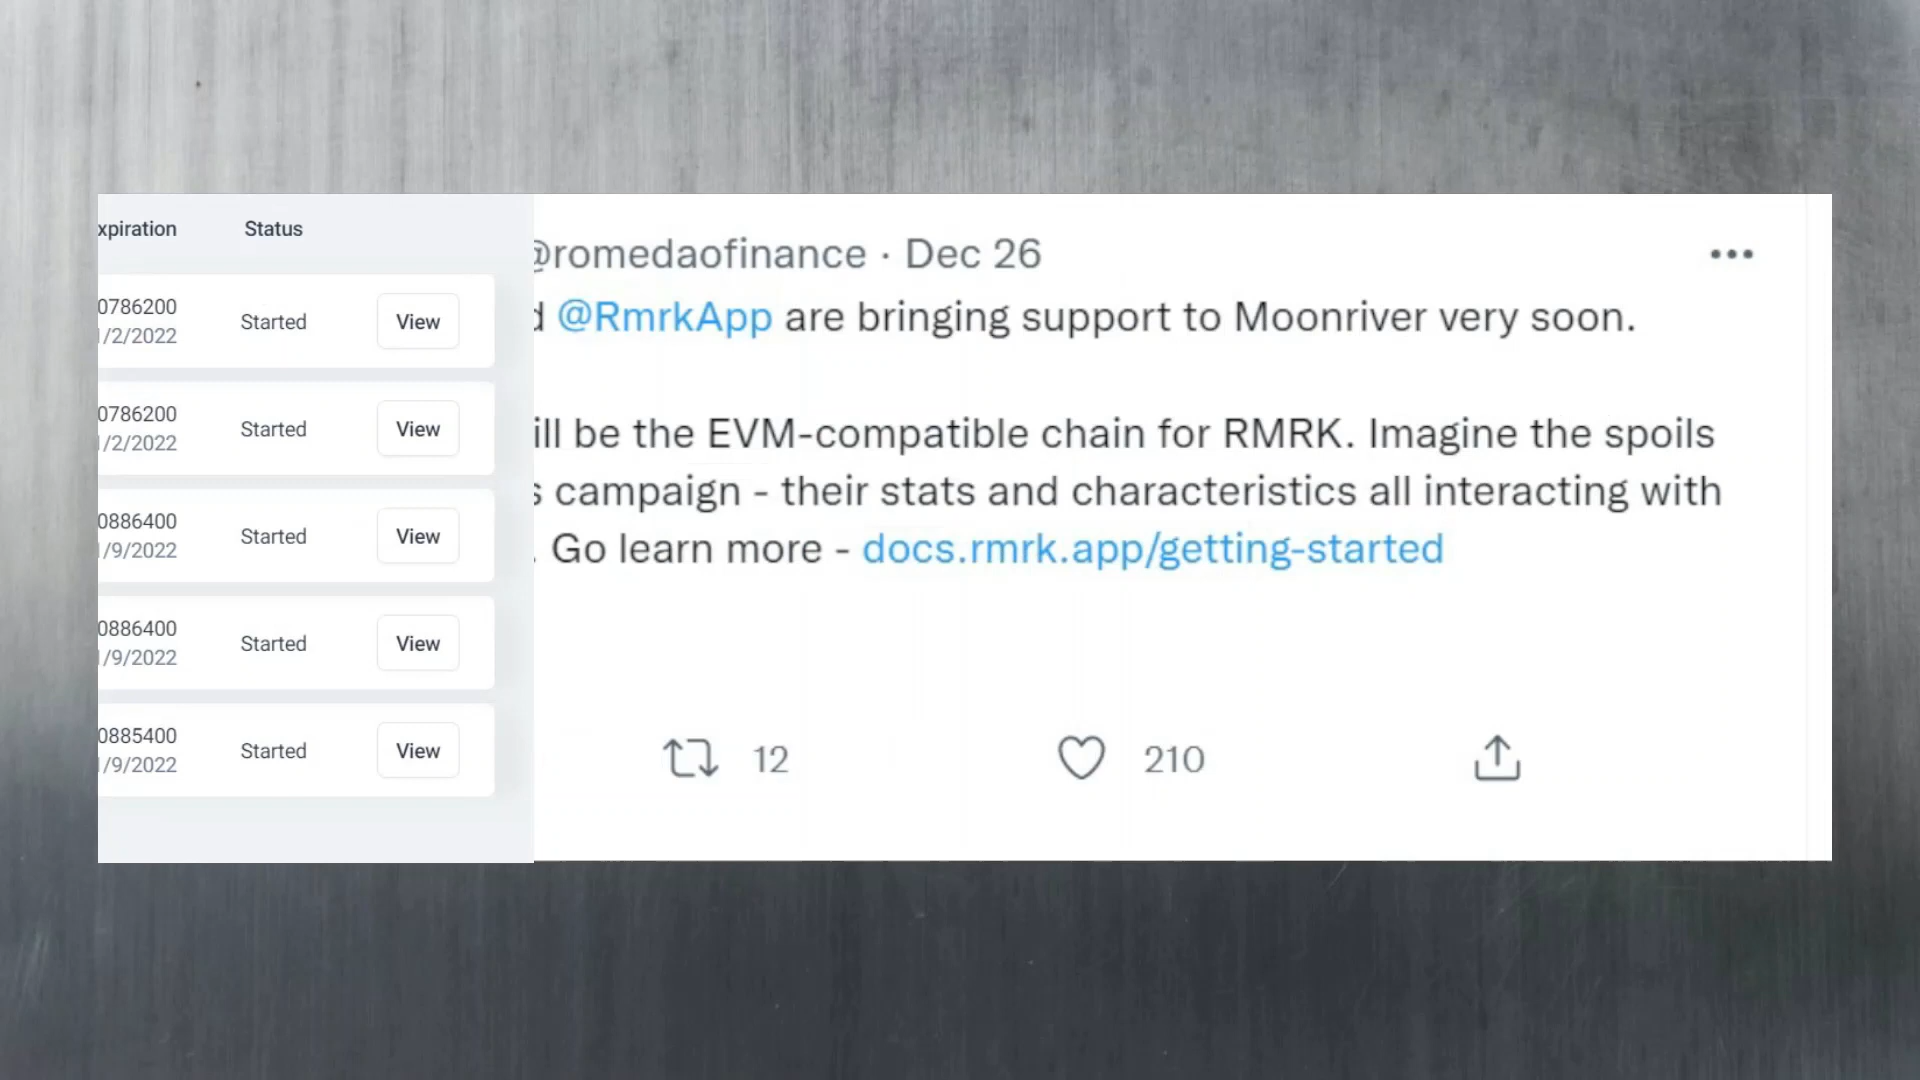 xpiration Status
0786200
/2/2022
Started View
0786200
/2/2022
Started View
0886400
/9/2022
Started View
0886400
/9/2022
Started View
0885400
/9/2022
Started View
@romedaofinance · Dec 26
d @RmrkApp are bringing support to Moonriver very soon.
ill be the EVM-compatible chain for RMRK. Imagine the spoils
s campaign - their stats and characteristics all interacting with
. Go learn more - docs.rmrk.app/getting-started
12 210